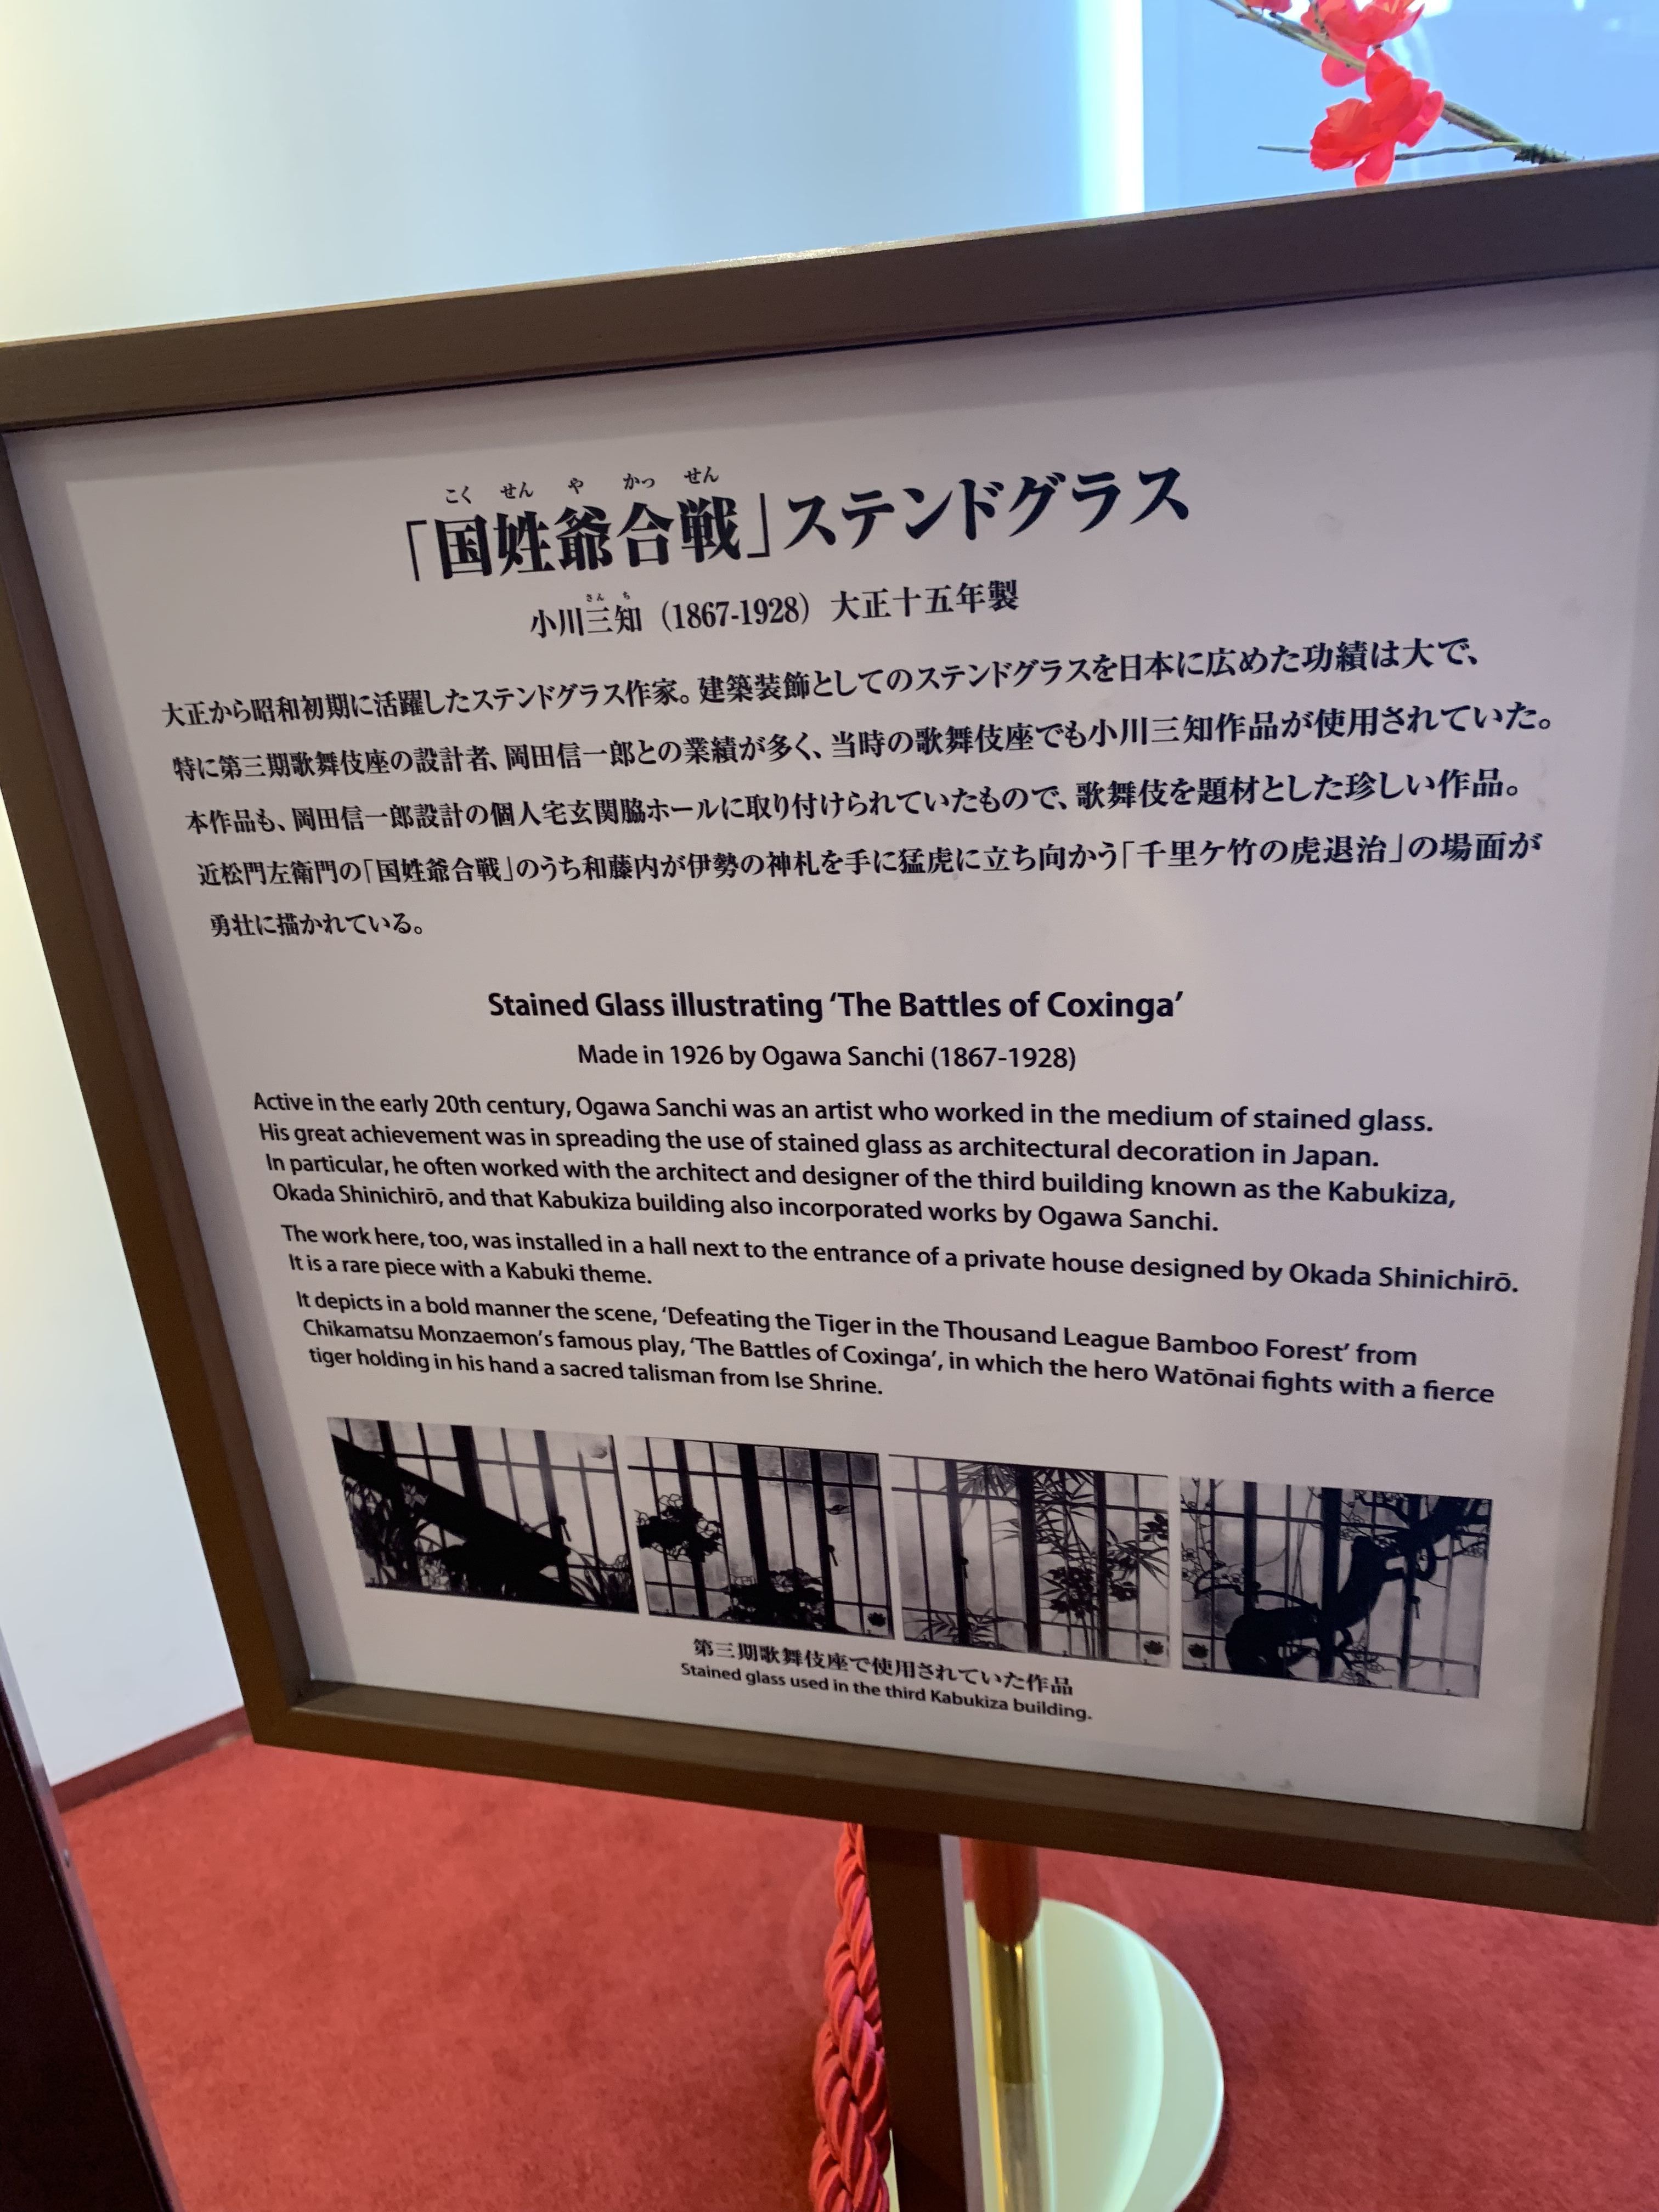 こく せん や かっ せん
「国姓爺合戦」ステンドグラス
さん ち
小川三知（1867-1928）大正十五年製
大正から昭和初期に活躍したステンドグラス作家。建築装飾としてのステンドグラスを日本に広めた功績は大で、
特に第三期歌舞伎座の設計者、岡田信一郎との業績が多く、当時の歌舞伎座でも小川三知作品が使用されていた。
本作品も、岡田信一郎設計の個人宅玄関脇ホールに取り付けられていたもので、歌舞伎を題材とした珍しい作品。
近松門左衛門の「国姓爺合戦」のうち和藤内が伊勢の神札を手に猛虎に立ち向かう「千里ケ竹の虎退治」の場面が
勇壮に描かれている。
Stained Glass illustrating ‘The Battles of Coxinga’
Made in 1926 by Ogawa Sanchi (1867-1928)
Active in the early 20th century, Ogawa Sanchi was an artist who worked in the medium of stained glass.
His great achievement was in spreading the use of stained glass as architectural decoration in Japan.
In particular, he often worked with the architect and designer of the third building known as the Kabukiza,
Okada Shinichirō, and that Kabukiza building also incorporated works by Ogawa Sanchi.
The work here, too, was installed in a hall next to the entrance of a private house designed by Okada Shinichirō.
It is a rare piece with a Kabuki theme.
It depicts in a bold manner the scene, ‘Defeating the Tiger in the Thousand League Bamboo Forest’ from
Chikamatsu Monzaemon’s famous play, ‘The Battles of Coxinga’, in which the hero Watōnai fights with a fierce
tiger holding in his hand a sacred talisman from Ise Shrine.
第三期歌舞伎座で使用されていた作品
Stained glass used in the third Kabukiza building.